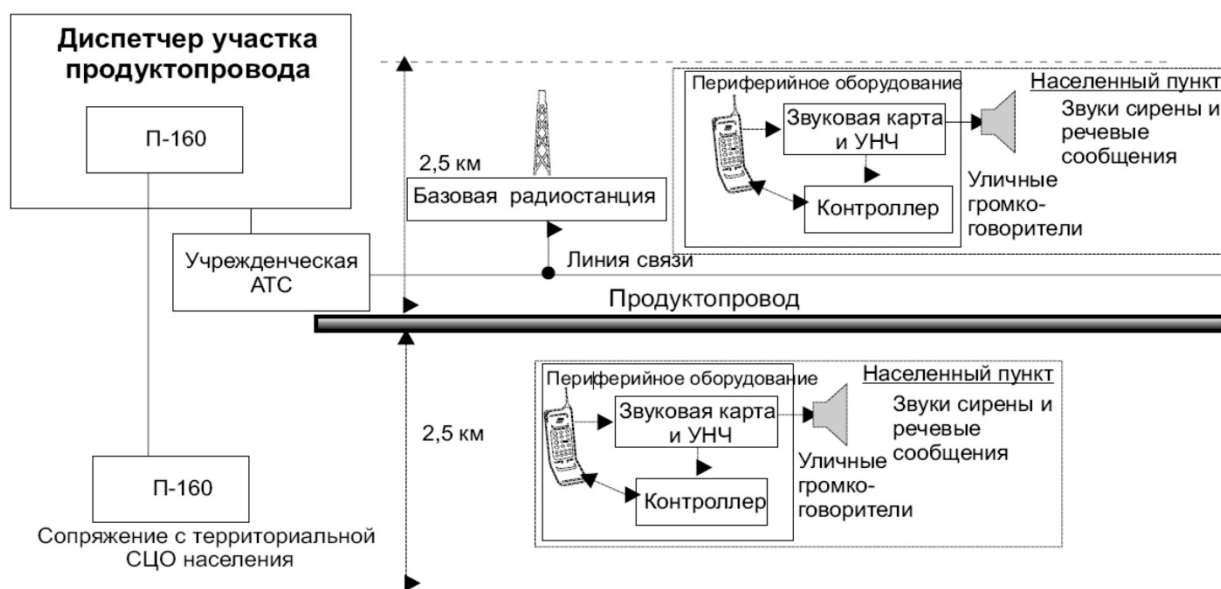 Диспетчер участка
продуктопровода
П-160
Учрежденческая
АТС
П-160
Сопряжение с территориальной
СЦО населения
2,5 км
Базовая радиостанция
Линия связи
Продуктопровод
Периферийное оборудование
Звуковая карта
и УНЧ
Контроллер
Населенный пункт
Звуки сирены и
речевые
сообщения
Уличные
громко-
говорители
2,5 км
Периферийное оборудование
Звуковая карта
и УНЧ
Контроллер
Населенный пункт
Звуки сирены и
речевые
сообщения
Уличные
громко-
говорители